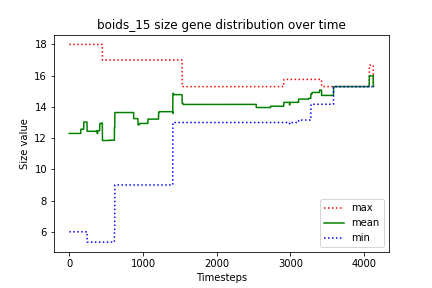 boids_15 size gene distribution over time
18
16
14
12
10
8
6
Size value
max
mean
min
0
1000
2000
3000
4000
Timesteps